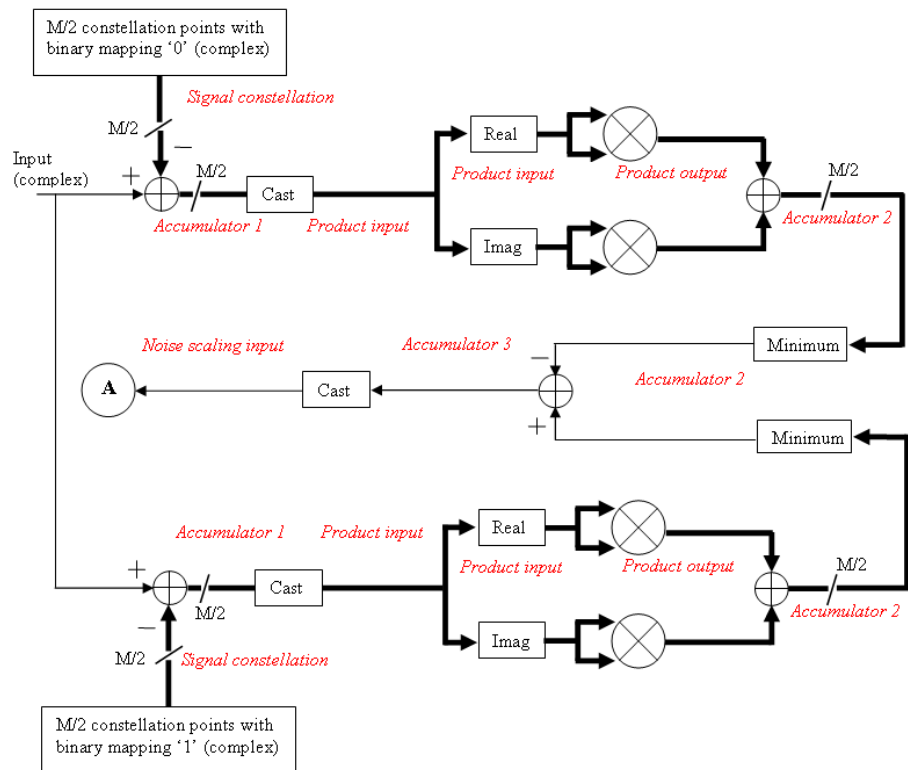 M/2 constellation points with
binary mapping ‘0’ (complex)
Signal constellation
M/2
−
Input
(complex)
+
M/2
Cast
Accumulator 1
Product input
Real
Product input
Product output
Imag
M/2
Accumulator 2
Noise scaling input
Accumulator 3
−
Minimum
A
Cast
Accumulator 2
+
Minimum
Accumulator 1
Product input
Real
Product input
Product output
+
M/2
Cast
M/2
Accumulator 2
−
M/2
Signal constellation
Imag
M/2 constellation points with
binary mapping ‘1’ (complex)